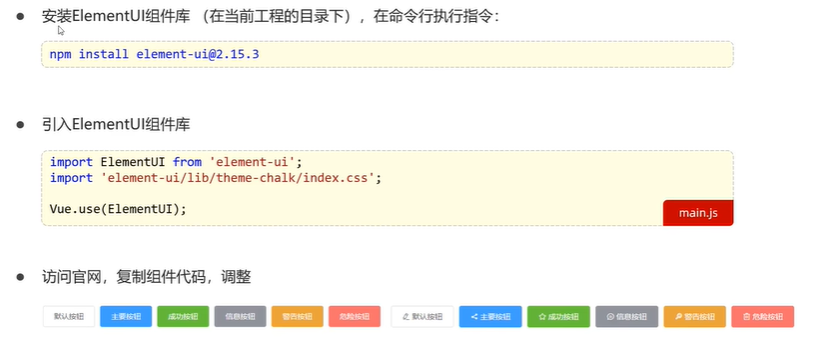 安装ElementUI组件库 （在当前工程的目录下），在命令行执行指令：
npm install element-ui@2.15.3
引入ElementUI组件库
import ElementUI from 'element-ui';
import 'element-ui/lib/theme-chalk/index.css';
Vue.use(ElementUI);
main.js
访问官网，复制组件代码，调整
默认按钮 主要按钮 成功按钮 信息按钮 警告按钮 危险按钮 默认按钮 主要按钮 成功按钮 信息按钮 警告按钮 危险按钮